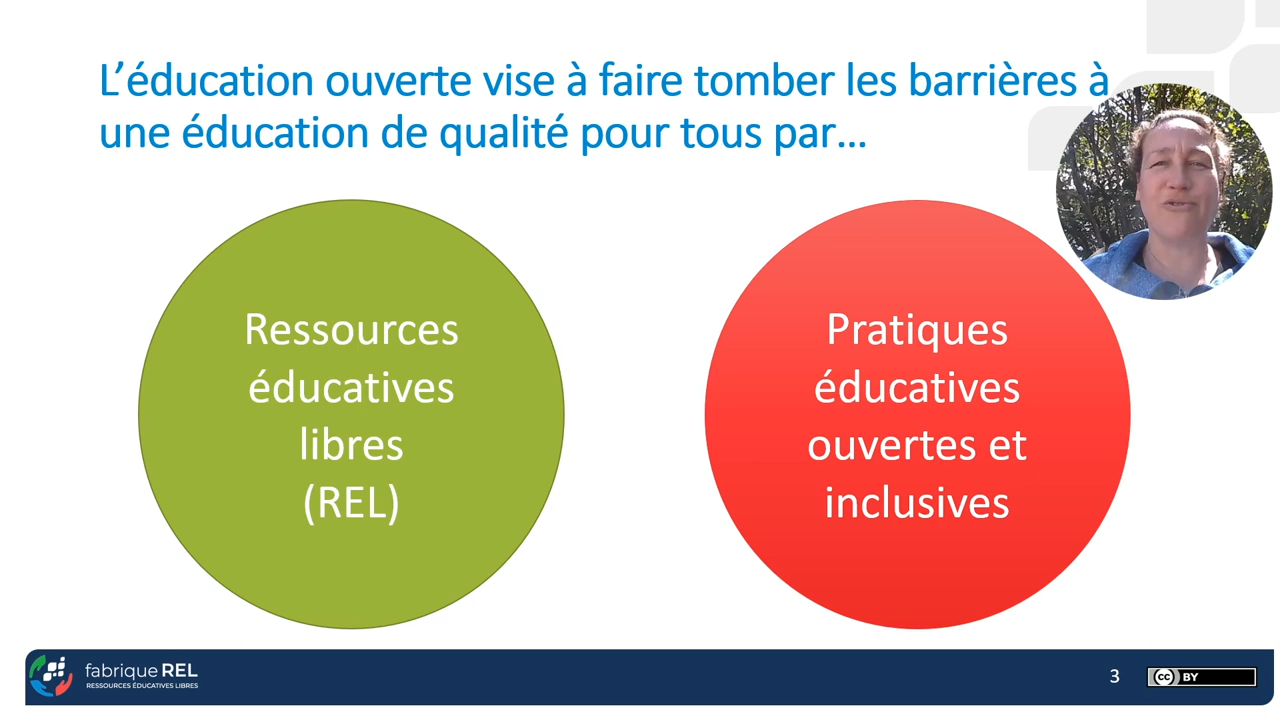 L’éducation ouverte vise à faire tomber les barrières à
une éducation de qualité pour tous par…
Ressources
éducatives
libres
(REL)
Pratiques
éducatives
ouvertes et
inclusives
fabrique REL
RESSOURCES ÉDUCATIVES LIBRES
3
cc BY